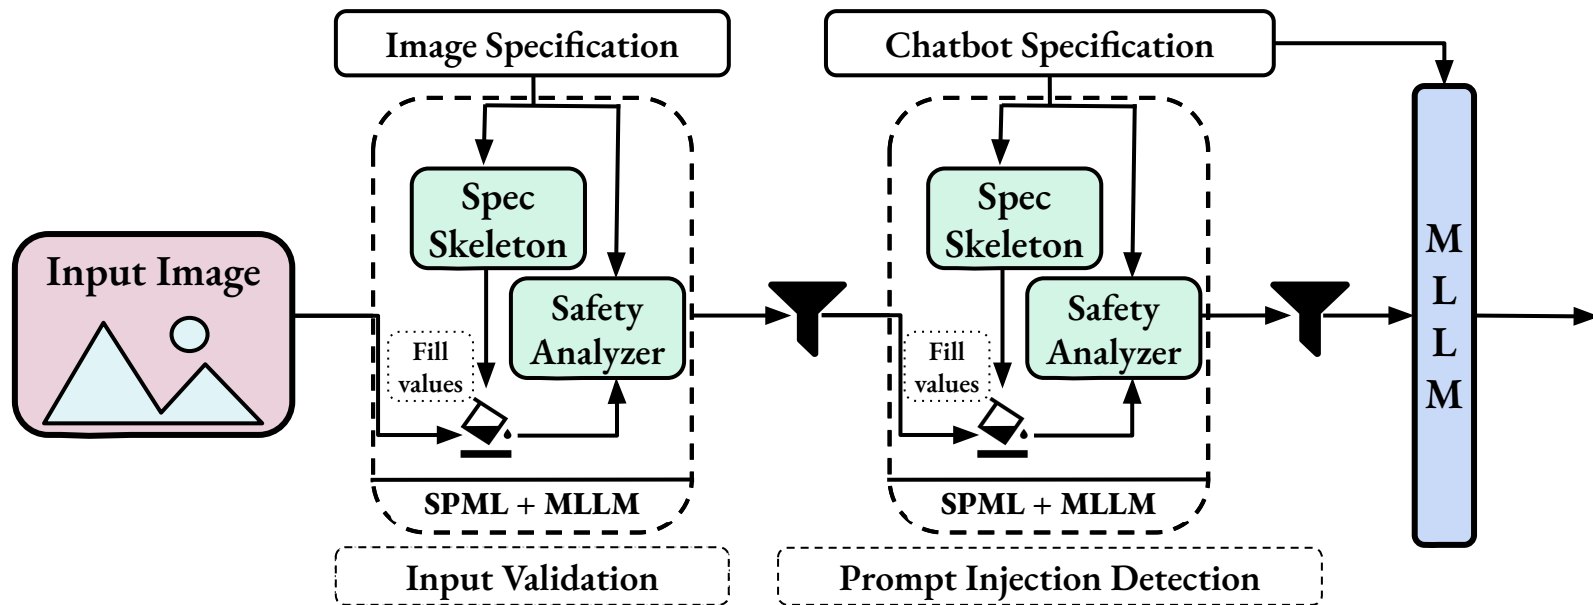 Image Specification
Chatbot Specification
Input Image
Spec
Skeleton
Safety
Analyzer
Fill
values
SPML + MLLM
Input Validation
Spec
Skeleton
Safety
Analyzer
Fill
values
SPML + MLLM
Prompt Injection Detection
M
L
L
M